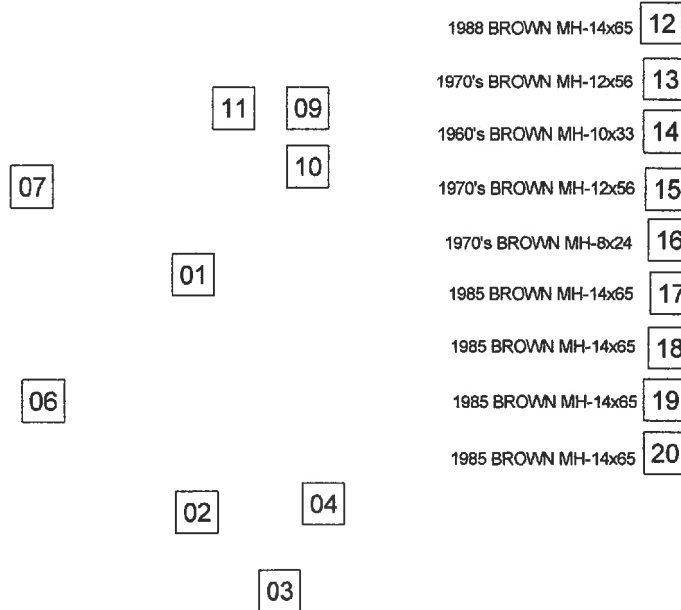 1988 BROWN MH-14x65 12
1970's BROWN MH-12x56 13
11 09
1960's BROWN MH-10x33 14
10
07
1970's BROWN MH-12x56 15
1970's BROWN MH-8x24 16
01
1985 BROWN MH-14x65 17
1985 BROWN MH-14x65 18
06
1985 BROWN MH-14x65 19
1985 BROWN MH-14x65 20
04
02
03